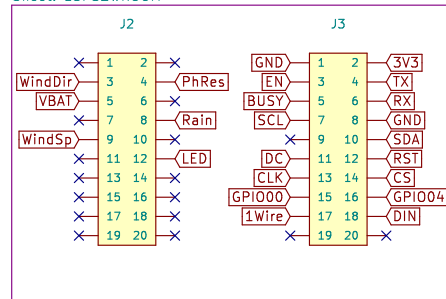 J2 J3
1 2 GND 1 2 3V3
WindDir 3 4 PhRes EN 3 4 TX
VBAT 5 6 BUSY 5 6 RX
7 8 Rain SCL 7 8 GND
WindSp 9 10 9 10 SDA
11 12 LED DC 11 12 RST
13 14 CLK 13 14 CS
15 16 GPIO00 15 16 GPIO04
17 18 1Wire 17 18 DIN
19 20 19 20